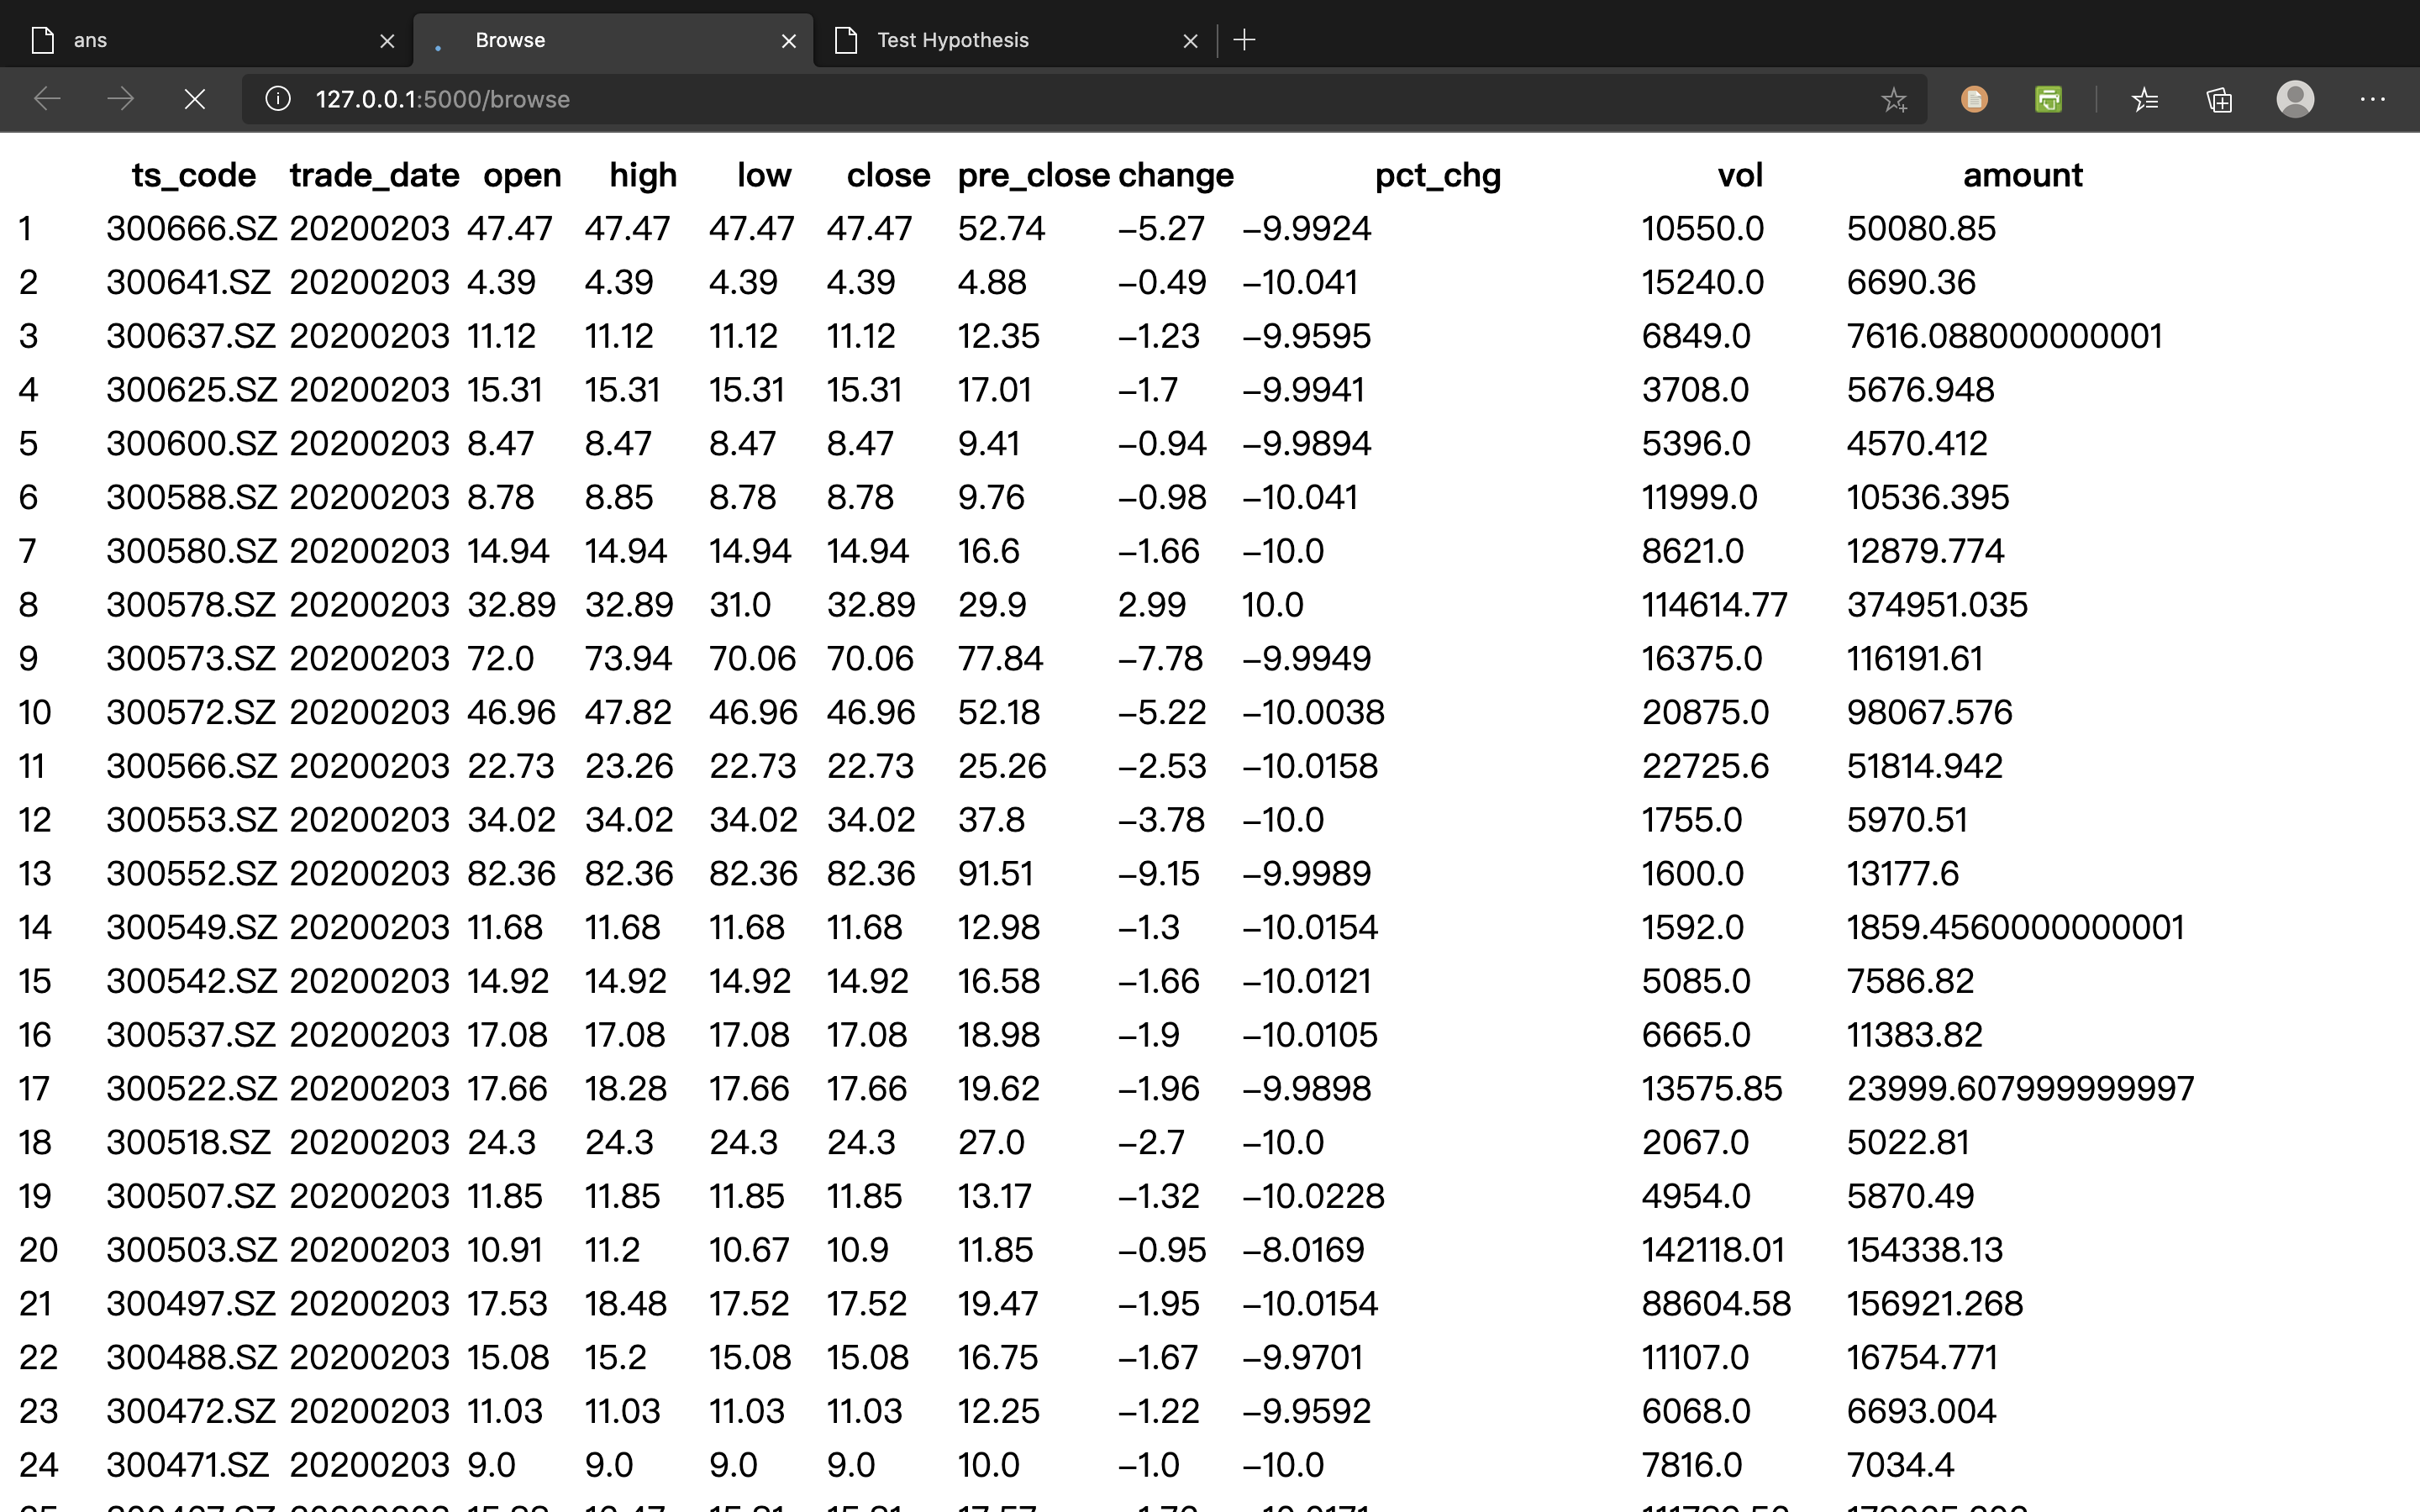 ans Browse Test Hypothesis
127.0.0.1:5000/browse
ts_code trade_date open high low close pre_close change pct_chg vol amount
1 300666.SZ 20200203 47.47 47.47 47.47 47.47 52.74 −5.27 −9.9924 10550.0 50080.85
2 300641.SZ 20200203 4.39 4.39 4.39 4.39 4.88 −0.49 −10.041 15240.0 6690.36
3 300637.SZ 20200203 11.12 11.12 11.12 11.12 12.35 −1.23 −9.9595 6849.0 7616.088000000001
4 300625.SZ 20200203 15.31 15.31 15.31 15.31 17.01 −1.7 −9.9941 3708.0 5676.948
5 300600.SZ 20200203 8.47 8.47 8.47 8.47 9.41 −0.94 −9.9894 5396.0 4570.412
6 300588.SZ 20200203 8.78 8.85 8.78 8.78 9.76 −0.98 −10.041 11999.0 10536.395
7 300580.SZ 20200203 14.94 14.94 14.94 14.94 16.6 −1.66 −10.0 8621.0 12879.774
8 300578.SZ 20200203 32.89 32.89 31.0 32.89 29.9 2.99 10.0 114614.77 374951.035
9 300573.SZ 20200203 72.0 73.94 70.06 70.06 77.84 −7.78 −9.9949 16375.0 116191.61
10 300572.SZ 20200203 46.96 47.82 46.96 46.96 52.18 −5.22 −10.0038 20875.0 98067.576
11 300566.SZ 20200203 22.73 23.26 22.73 22.73 25.26 −2.53 −10.0158 22725.6 51814.942
12 300553.SZ 20200203 34.02 34.02 34.02 34.02 37.8 −3.78 −10.0 1755.0 5970.51
13 300552.SZ 20200203 82.36 82.36 82.36 82.36 91.51 −9.15 −9.9989 1600.0 13177.6
14 300549.SZ 20200203 11.68 11.68 11.68 11.68 12.98 −1.3 −10.0154 1592.0 1859.4560000000001
15 300542.SZ 20200203 14.92 14.92 14.92 14.92 16.58 −1.66 −10.0121 5085.0 7586.82
16 300537.SZ 20200203 17.08 17.08 17.08 17.08 18.98 −1.9 −10.0105 6665.0 11383.82
17 300522.SZ 20200203 17.66 18.28 17.66 17.66 19.62 −1.96 −9.9898 13575.85 23999.607999999997
18 300518.SZ 20200203 24.3 24.3 24.3 24.3 27.0 −2.7 −10.0 2067.0 5022.81
19 300507.SZ 20200203 11.85 11.85 11.85 11.85 13.17 −1.32 −10.0228 4954.0 5870.49
20 300503.SZ 20200203 10.91 11.2 10.67 10.9 11.85 −0.95 −8.0169 142118.01 154338.13
21 300497.SZ 20200203 17.53 18.48 17.52 17.52 19.47 −1.95 −10.0154 88604.58 156921.268
22 300488.SZ 20200203 15.08 15.2 15.08 15.08 16.75 −1.67 −9.9701 11107.0 16754.771
23 300472.SZ 20200203 11.03 11.03 11.03 11.03 12.25 −1.22 −9.9592 6068.0 6693.004
24 300471.SZ 20200203 9.0 9.0 9.0 9.0 10.0 −1.0 −10.0 7816.0 7034.4